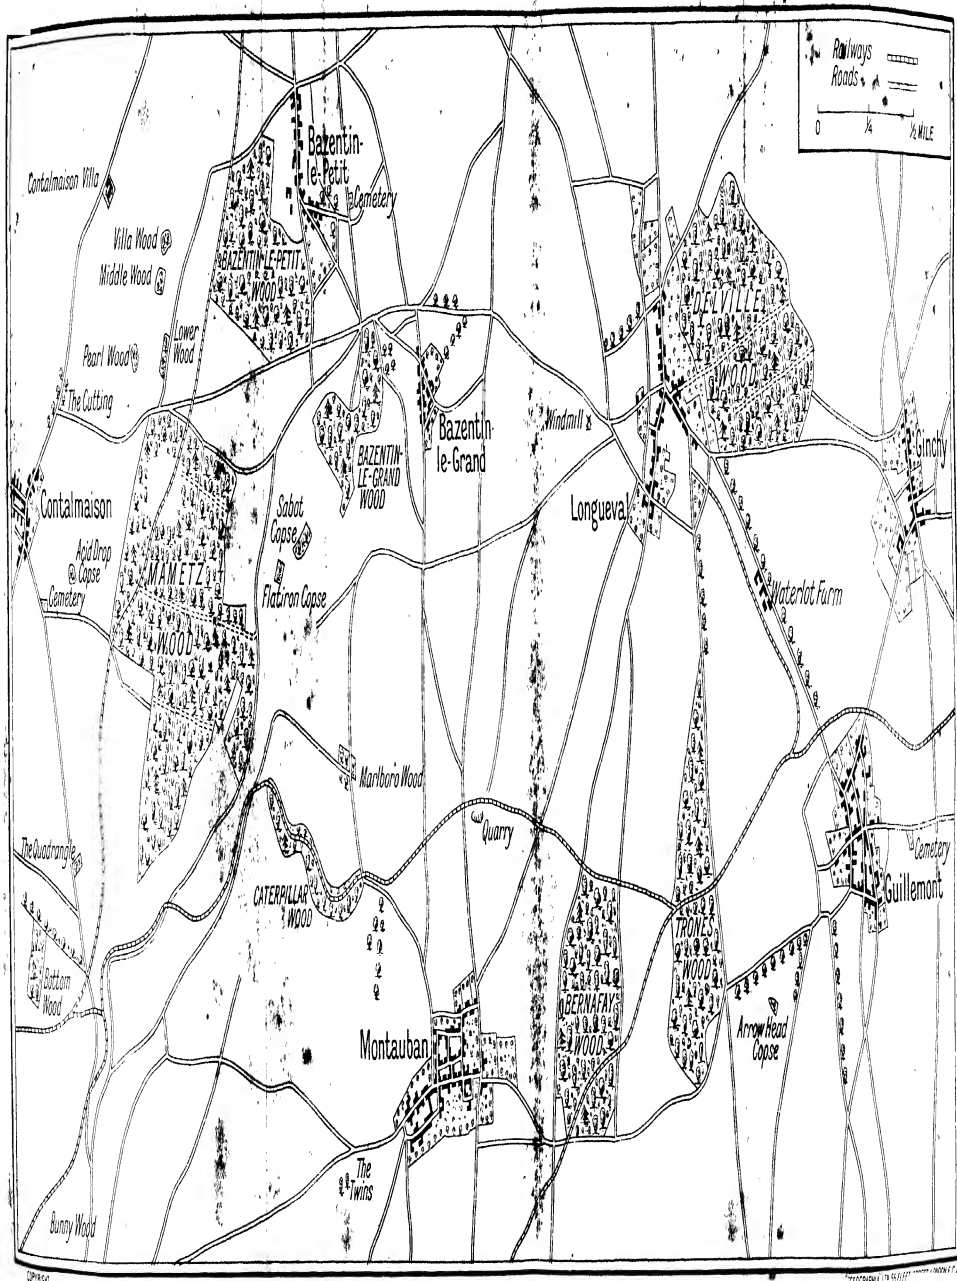 Railways
Roads
0 ¼ ½ MILE
Bazentin-
le-Petit
Contalmaison Villa
Cemetery
Villa Wood
Middle Wood
BAZENTIN-LE-PETIT
WOOD
DELVILLE
WOOD
Lower
Wood
Pearl Wood
The Cutting
Windmill
Bazentin-
le-Grand
Ginchy
BAZENTIN-
LE-GRAND
WOOD
Contalmaison
Sabot
Copse
Longueval
Acid Drop
Copse
MAMETZ
WOOD
Flatiron Copse
Cemetery
Waterlot Farm
Marlboro Wood
Quarry
The Quadrangle
Cemetery
CATERPILLAR
WOOD
Guillemont
TRONES
WOOD
Bottom
Wood
BERNAFAY
WOOD
Arrow Head
Copse
Montauban
The
Twins
Bunny Wood